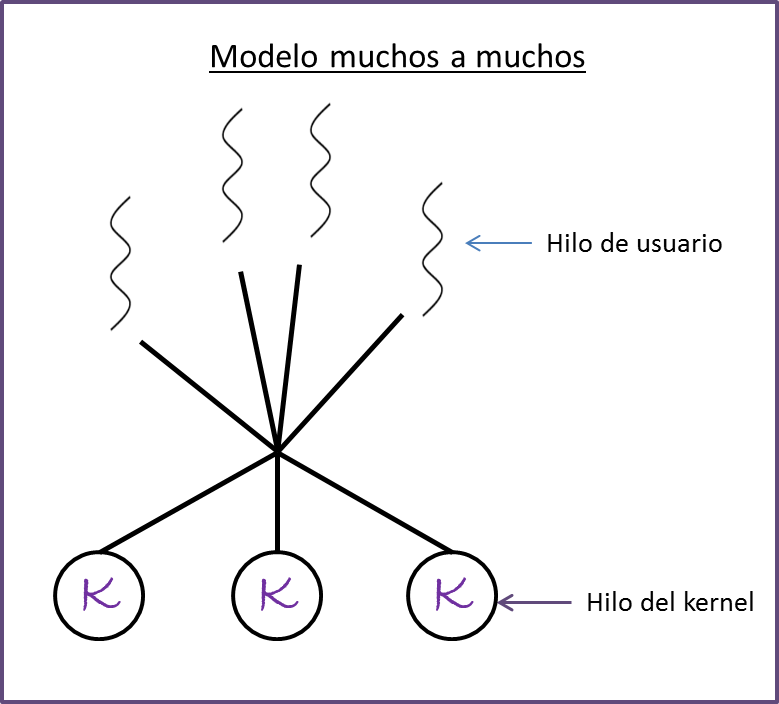 Modelo muchos a muchos
Hilo de usuario
K
K
K
Hilo del kernel